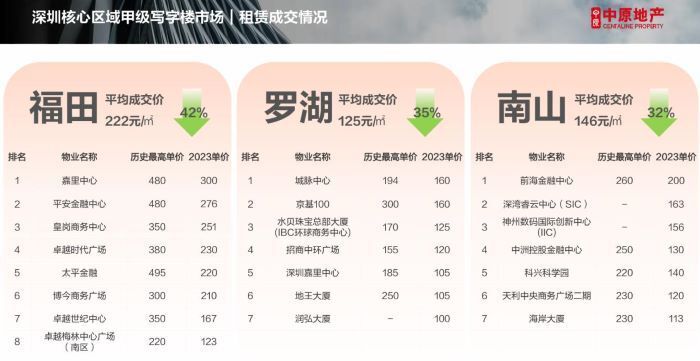 深圳核心区域甲级写字楼市场｜租赁成交情况
中原地产
CENTALINE PROPERTY
福田 平均成交价 222元/㎡ 42%
排名 物业名称 历史最高单价 2023单价
1 嘉里中心 480 300
2 平安金融中心 480 276
3 皇岗商务中心 350 251
4 卓越时代广场 380 230
5 太平金融 495 220
6 博今商务广场 300 210
7 卓越世纪中心 350 167
8 卓越梅林中心广场（南区） 220 123
罗湖 平均成交价 125元/㎡ 35%
排名 物业名称 历史最高单价 2023单价
1 城脉中心 194 160
2 京基100 300 160
3 水贝珠宝总部大厦(IBC环球商务中心) 170 125
4 招商中环广场 155 120
5 深圳嘉里中心 185 105
6 地王大厦 250 105
7 润弘大厦 - 100
南山 平均成交价 146元/㎡ 32%
排名 物业名称 历史最高单价 2023单价
1 前海金融中心 260 200
2 深湾睿云中心（SIC） - 163
3 神州数码国际创新中心(IIC) - 156
4 中洲控股金融中心 250 130
5 科兴科学园 220 140
6 天利中央商务广场二期 230 120
7 海岸大厦 230 113